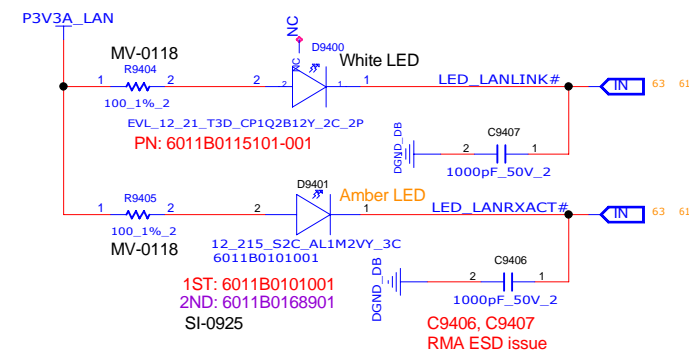 P3V3A_LAN
NC
MV-0118
D9400
White LED
R9404
NC
1 2 2 2 1 1 LED_LANLINK# IN 63 61
100_1%_2
EVL_12_21_T3D_CP1Q2B12Y_2C_2P
PN: 6011B0115101-001
C9407
2 1
DGND_DB
1000pF_50V_2
D9401
Amber LED
R9405
1 2 2 1 LED_LANRXACT# IN 63 61
100_1%_2
MV-0118
12_215_S2C_AL1M2VY_3C
6011B0101001
C9406
2 1
DGND_DB
1000pF_50V_2
1ST: 6011B0101001
2ND: 6011B0168901
SI-0925
C9406, C9407
RMA ESD issue